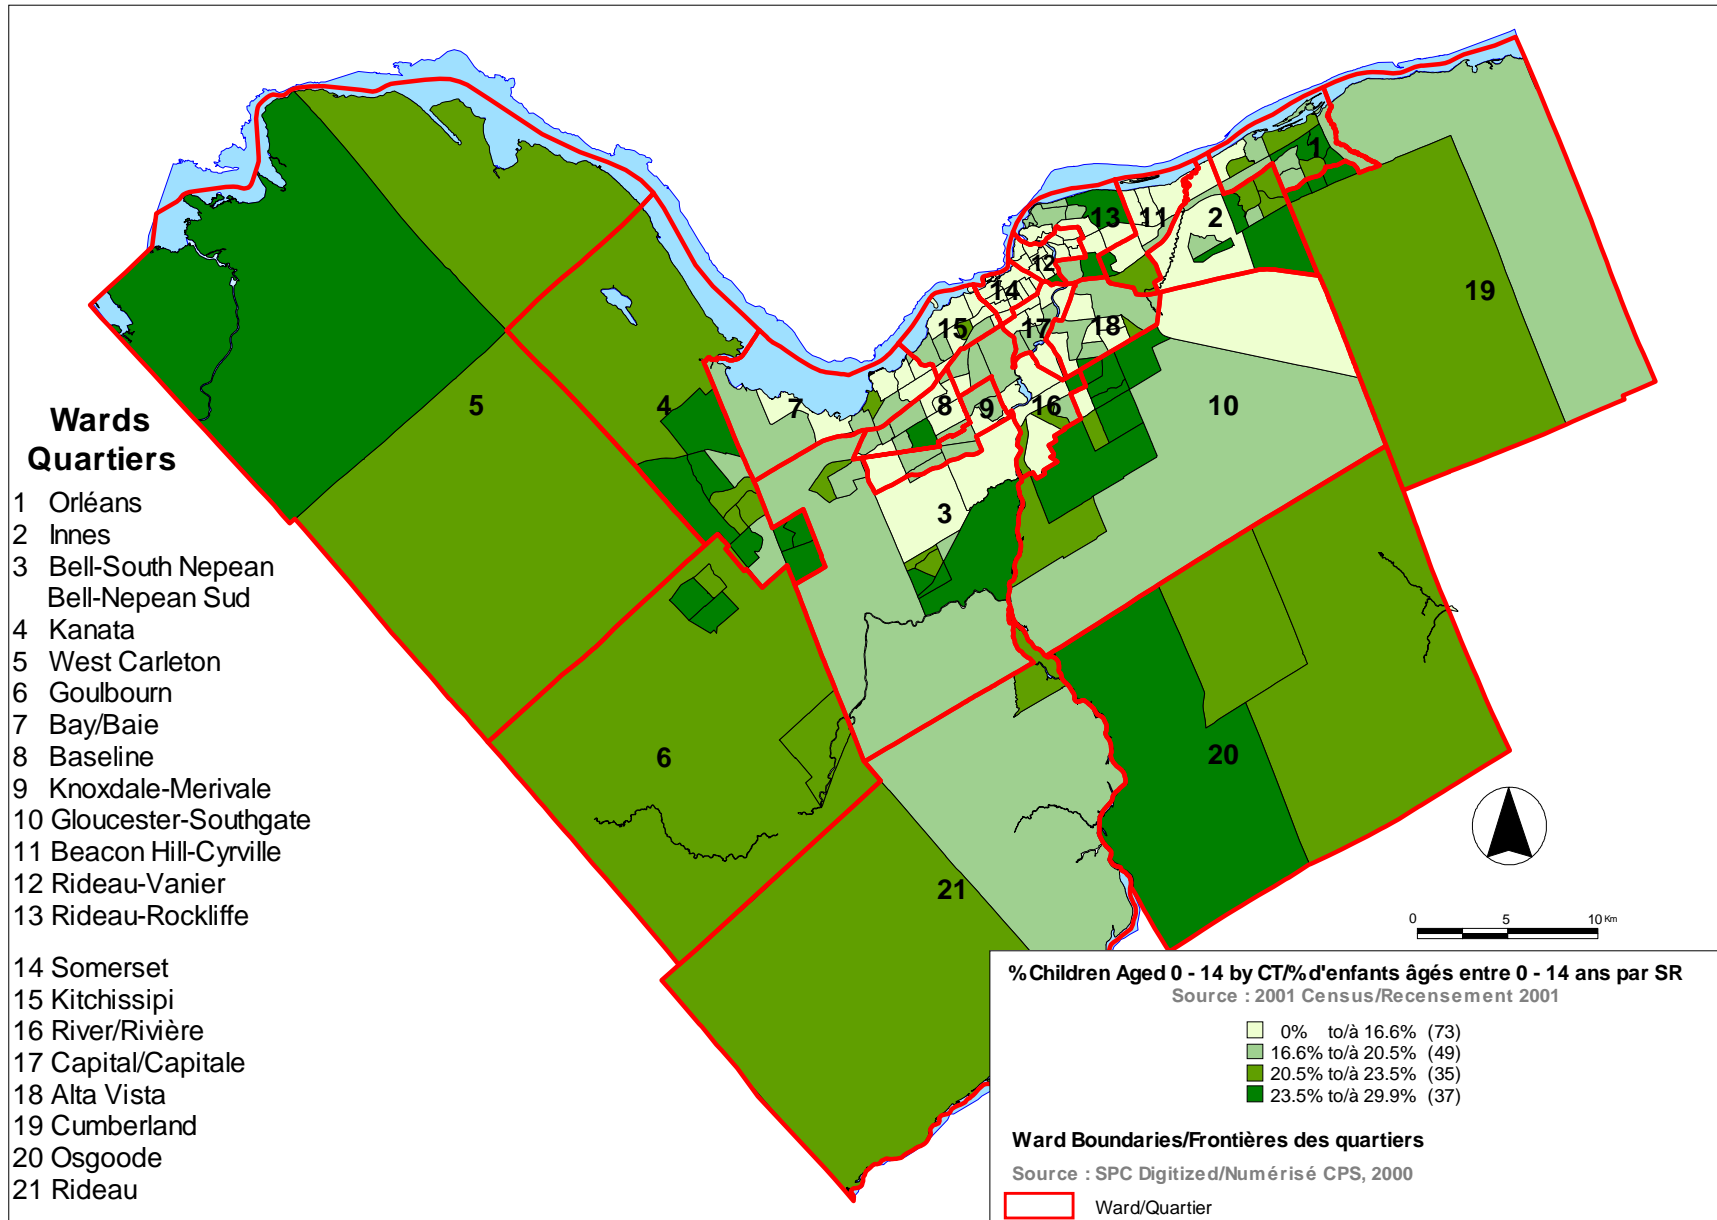 Wards
Quartiers
1 Orléans
2 Innes
3 Bell-South Nepean
Bell-Nepean Sud
4 Kanata
5 West Carleton
6 Goulbourn
7 Bay/Baie
8 Baseline
9 Knoxdale-Merivale
10 Gloucester-Southgate
11 Beacon Hill-Cyrville
12 Rideau-Vanier
13 Rideau-Rockliffe
14 Somerset
15 Kitchissipi
16 River/Rivière
17 Capital/Capitale
18 Alta Vista
19 Cumberland
20 Osgoode
21 Rideau
1
2
11
13
12
14
15
17
18
19
5
4
7
8
9
16
10
3
6
20
21
0 5 10 Km
% Children Aged 0 - 14 by CT/% d'enfants âgés entre 0 - 14 ans par SR
Source : 2001 Census/Recensement 2001
0% to/à 16.6% (73)
16.6% to/à 20.5% (49)
20.5% to/à 23.5% (35)
23.5% to/à 29.9% (37)
Ward Boundaries/Frontières des quartiers
Source : SPC Digitized/Numérisé CPS, 2000
Ward/Quartier